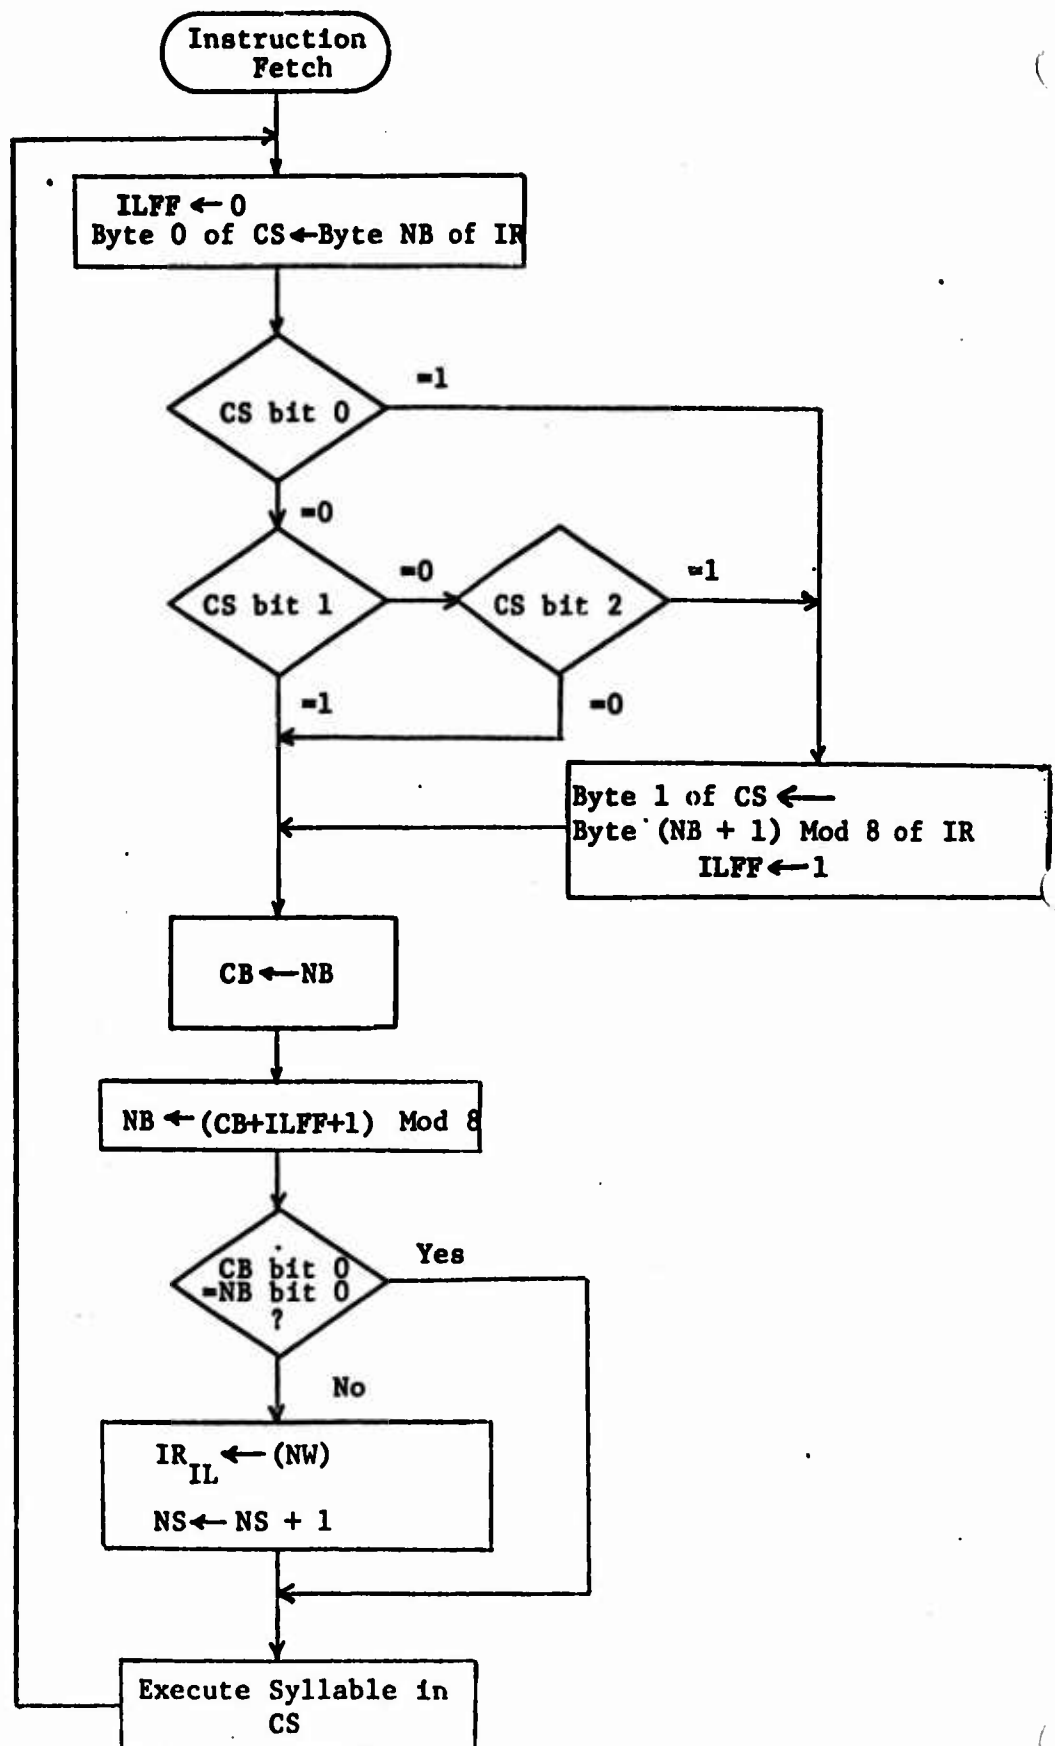 Instruction
Fetch
ILFF ← 0
Byte 0 of CS←Byte NB of IR
=1
CS bit 0
=0
=0
=1
CS bit 1
CS bit 2
=1
=0
Byte 1 of CS ←
Byte (NB + 1) Mod 8 of IR
ILFF←1
CB←NB
NB ← (CB+ILFF+1) Mod 8
Yes
CB bit 0
=NB bit 0
?
No
IR IL ← (NW)
NS← NS + 1
Execute Syllable in
CS